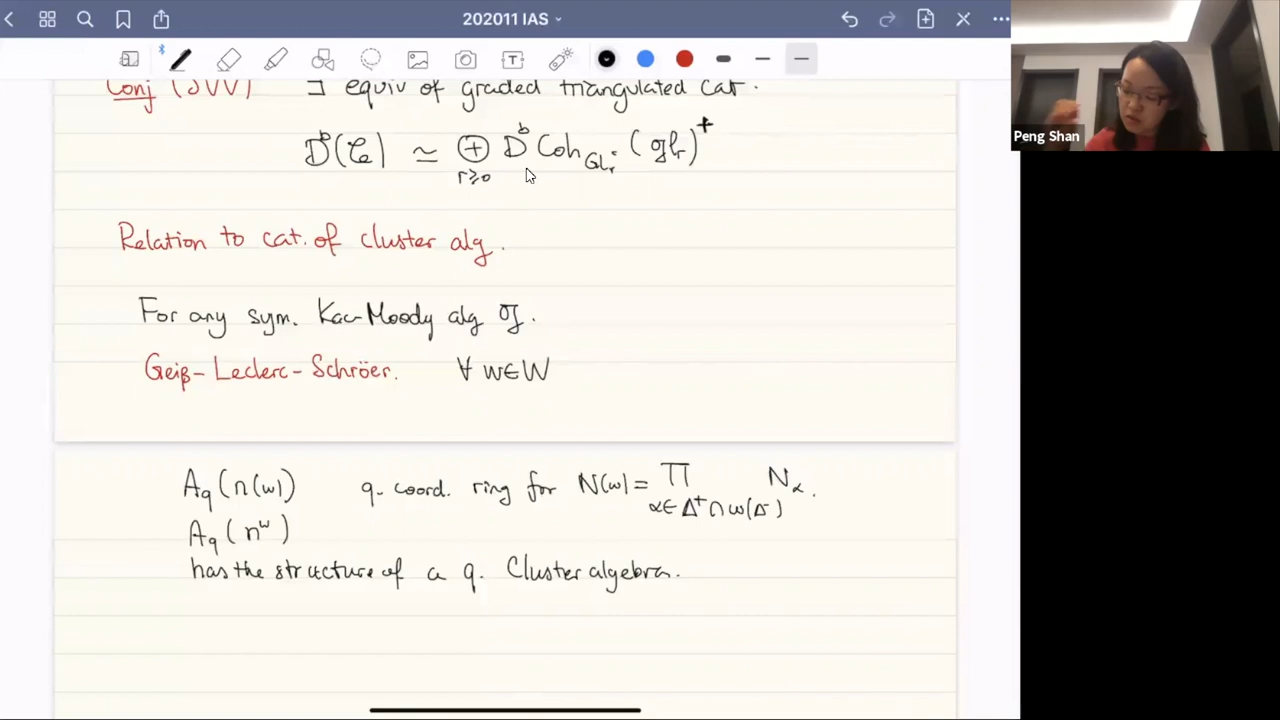 202011 IAS
Peng Shan
Conj (SVV) ∃ equiv of graded triangulated cat.
D^b(C) ≃ ⊕_{r≥0} D^b Coh_{GL_r} (gl_r)^+
Relation to cat. of cluster alg.
For any sym. Kac-Moody alg g.
Geiß-Leclerc-Schröer. ∀ w∈W
A_q(n(w)) q. coord. ring for N(w) = ∏_{α∈Δ^+∩w(Δ^-)} N_α.
A_q(n^w)
has the structure of a q. Cluster algebra.